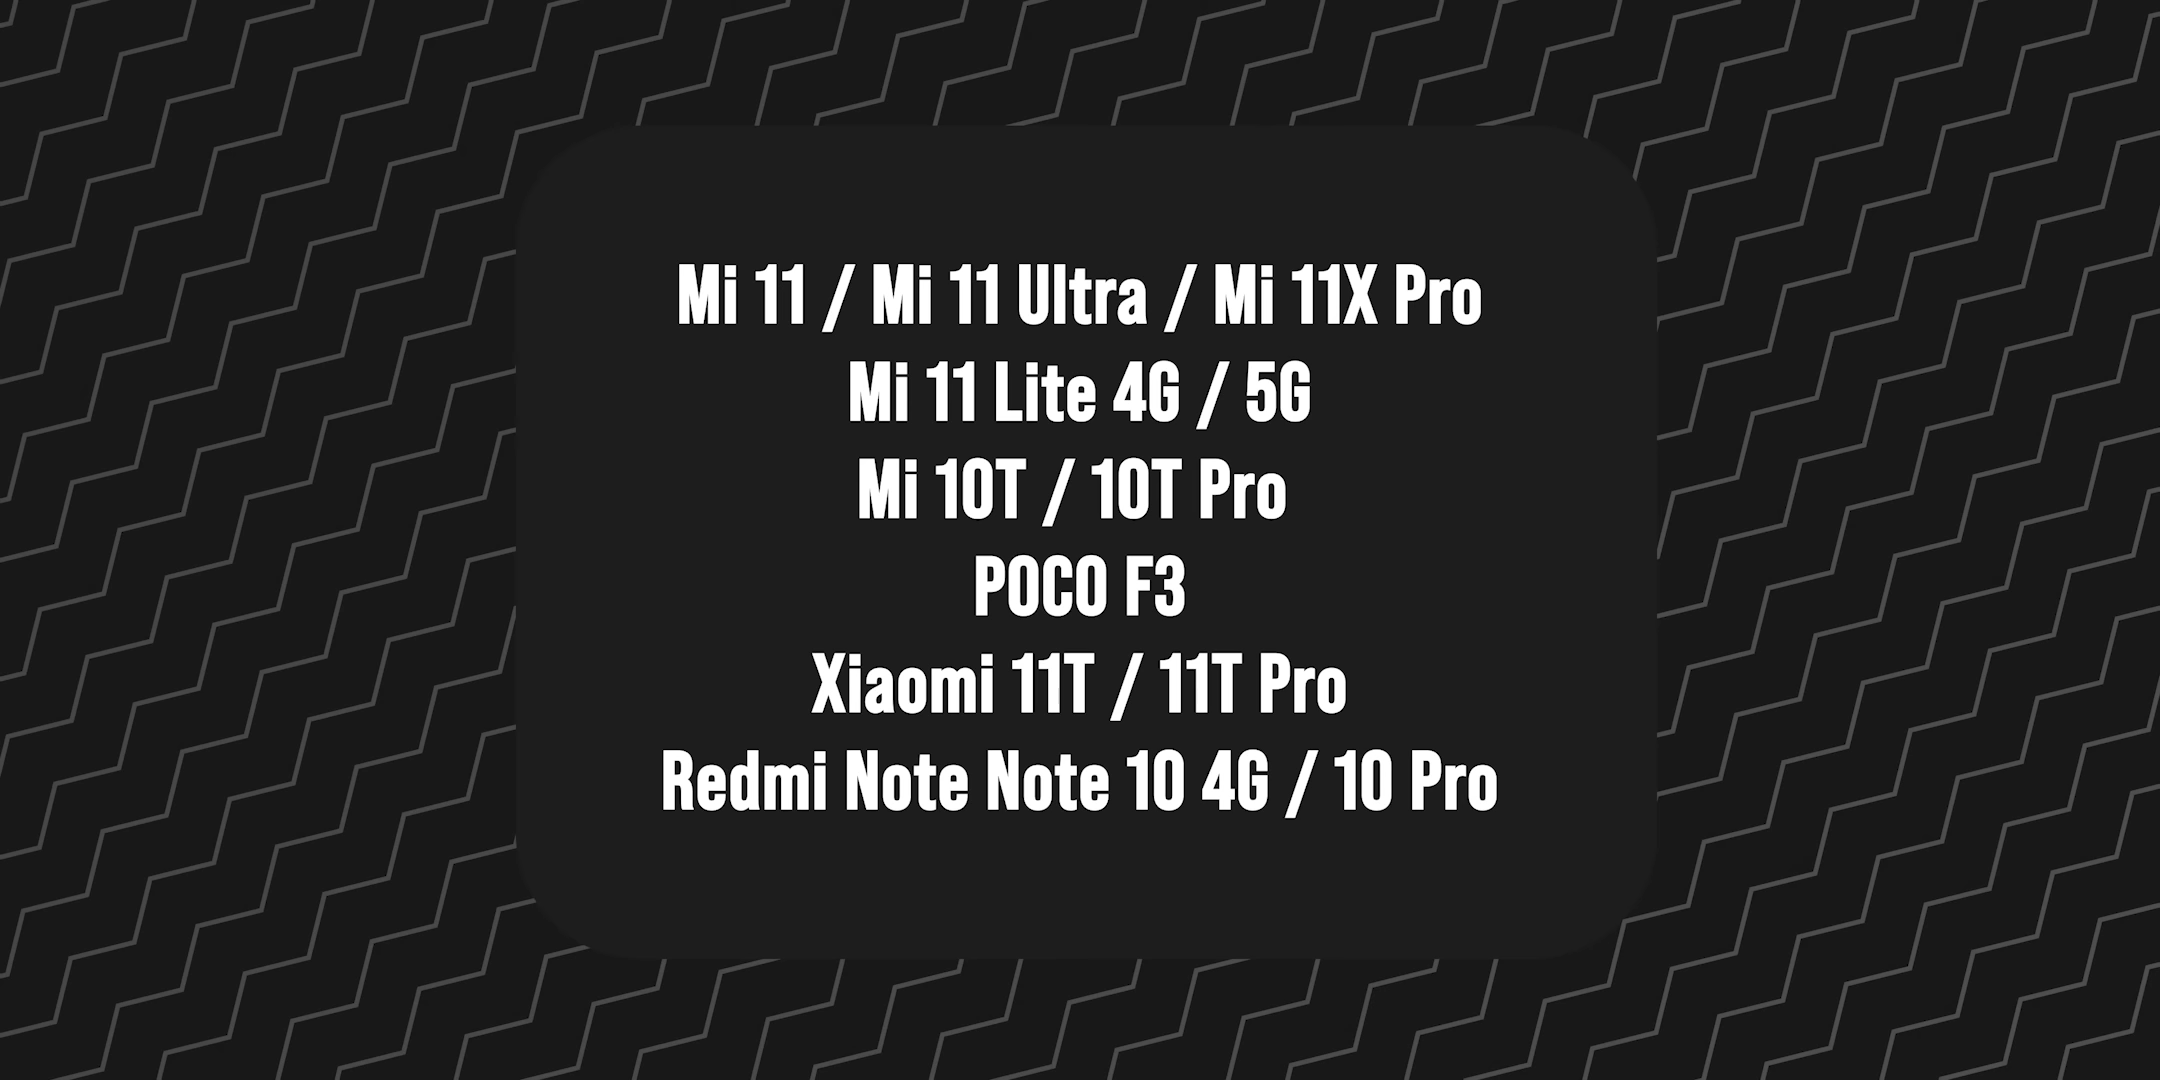 Mi 11 / Mi 11 Ultra / Mi 11X Pro
Mi 11 Lite 4G / 5G
Mi 10T / 10T Pro
POCO F3
Xiaomi 11T / 11T Pro
Redmi Note Note 10 4G / 10 Pro